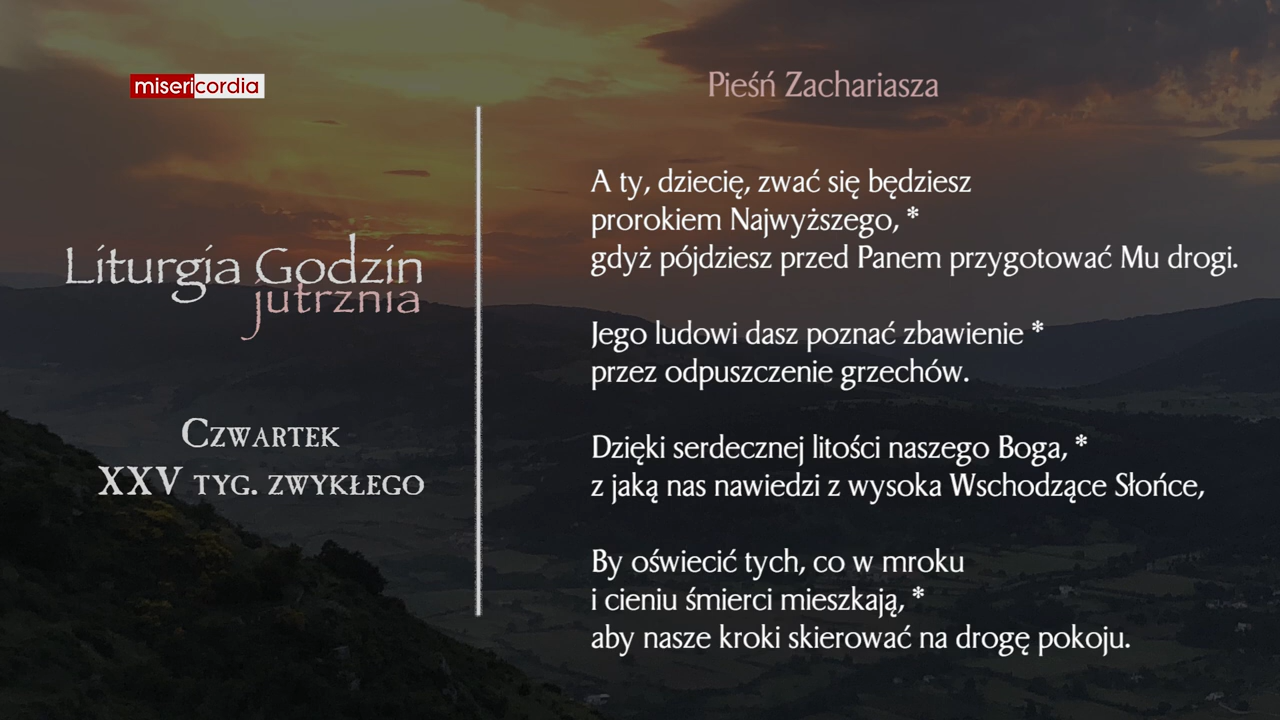 misericordia
Liturgia Godzin
jutrznia
Czwartek
XXV tyg. zwykłego
Pieśń Zachariasza
A ty, dziecię, zwać się będziesz
prorokiem Najwyższego, *
gdyż pójdziesz przed Panem przygotować Mu drogi.
Jego ludowi dasz poznać zbawienie *
przez odpuszczenie grzechów.
Dzięki serdecznej litości naszego Boga, *
z jaką nas nawiedzi z wysoka Wschodzące Słońce,
By oświecić tych, co w mroku
i cieniu śmierci mieszkają, *
aby nasze kroki skierować na drogę pokoju.